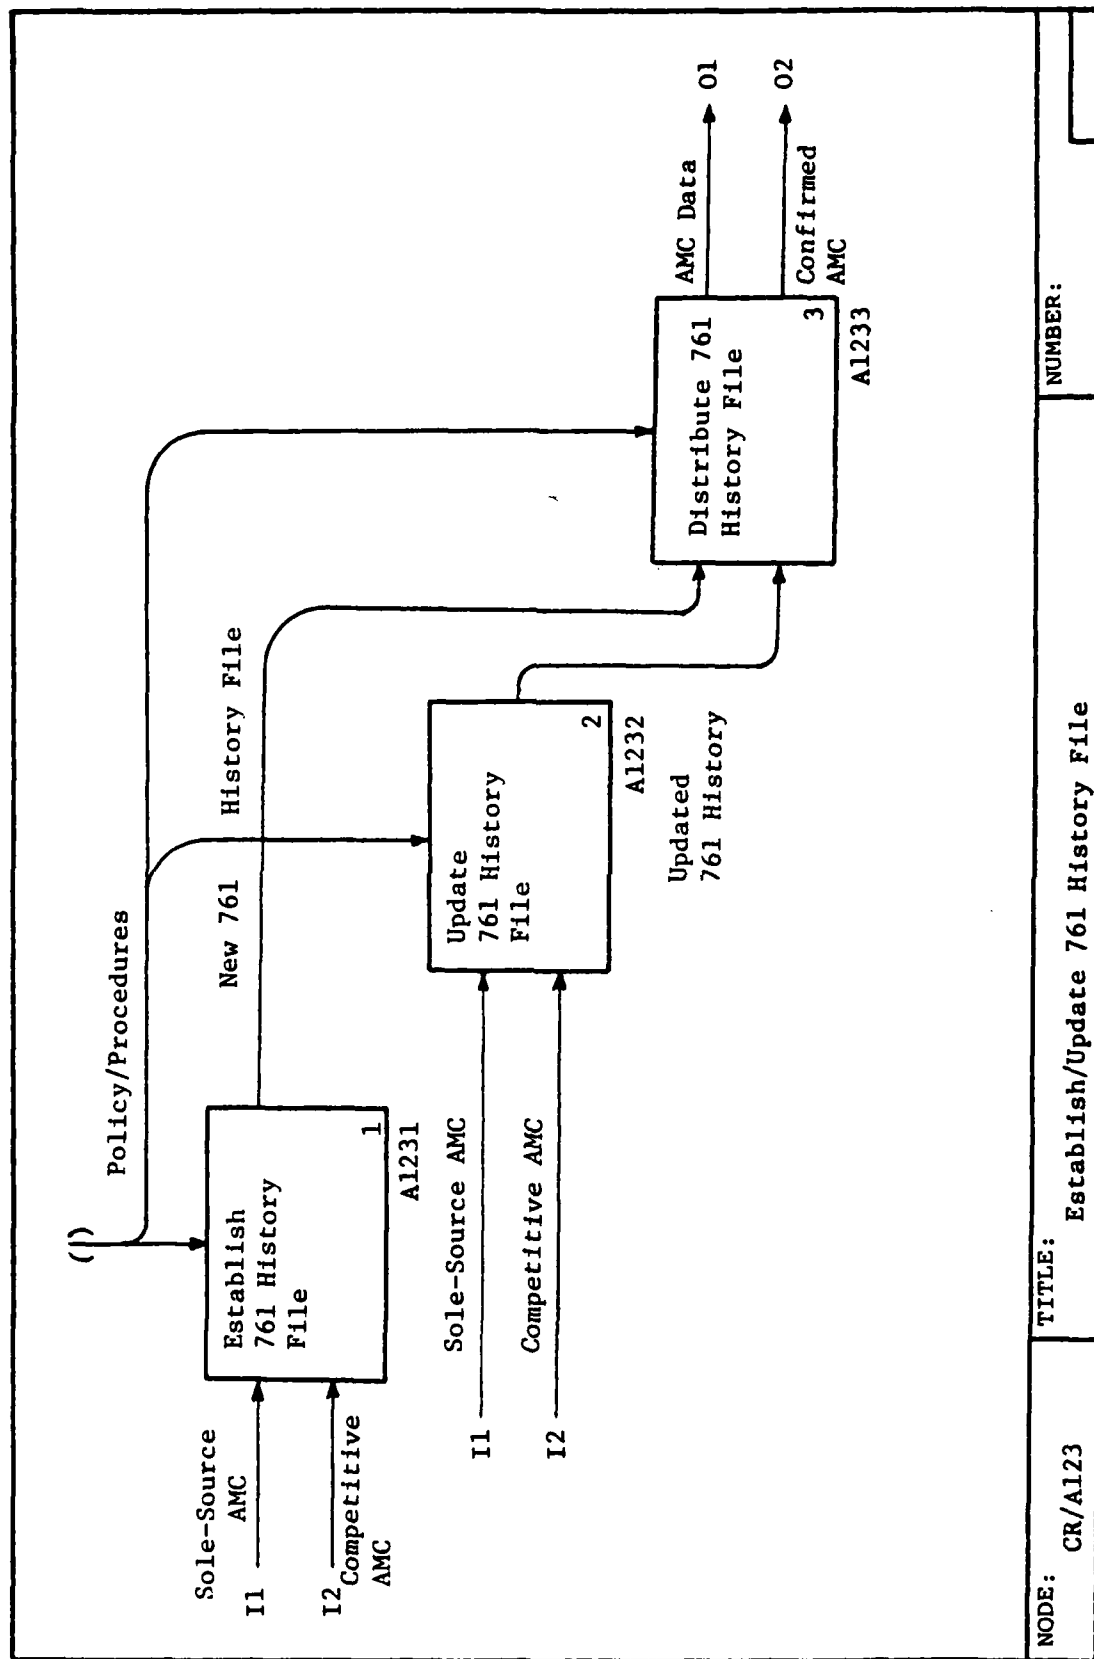 ()
Policy/Procedures
Sole-Source
AMC
I1
I2
Competitive
AMC
Establish
761 History
File
1
A1231
New 761 History File
Sole-Source AMC
I1
Competitive AMC
I2
Update
761 History
File
2
A1232
Updated
761 History
Distribute 761
History File
3
A1233
AMC Data
O1
Confirmed
AMC
O2
NODE:
CR/A123
TITLE:
Establish/Update 761 History File
NUMBER: